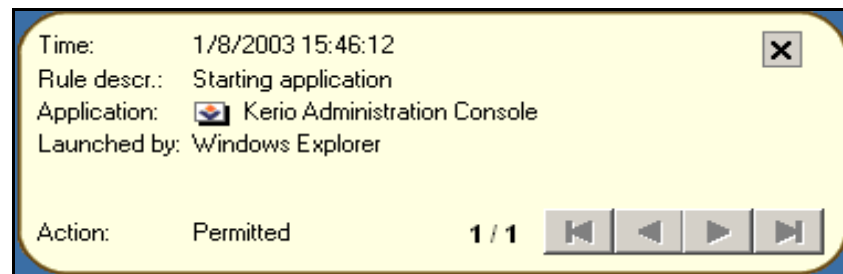 Time: 1/8/2003 15:46:12
Rule descr.: Starting application
Application: Kerio Administration Console
Launched by: Windows Explorer
Action: Permitted 1 / 1